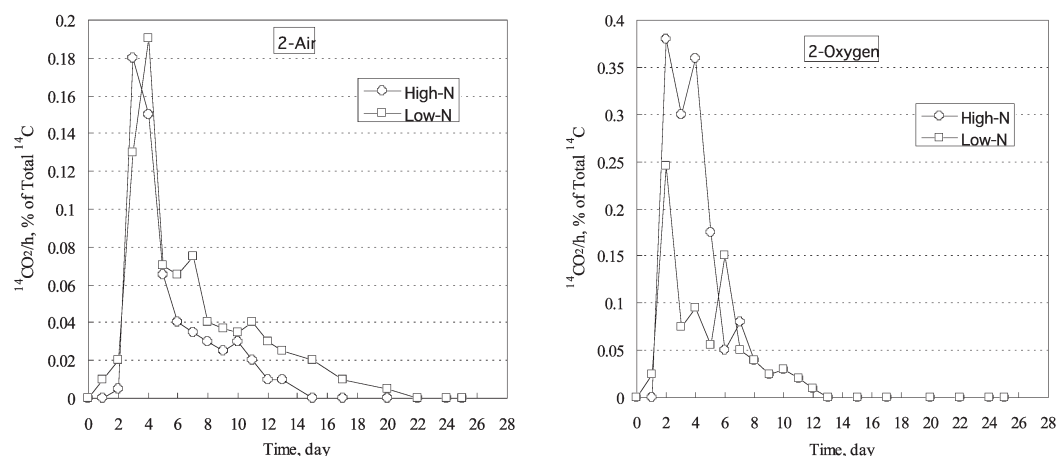 2-Air
High-N
Low-N
¹⁴CO2/h, % of Total ¹⁴C
0.2
0.18
0.16
0.14
0.12
0.1
0.08
0.06
0.04
0.02
0
0 2 4 6 8 10 12 14 16 18 20 22 24 26 28
Time, day
2-Oxygen
High-N
Low-N
¹⁴CO2/h, % of Total ¹⁴C
0.4
0.35
0.3
0.25
0.2
0.15
0.1
0.05
0
0 2 4 6 8 10 12 14 16 18 20 22 24 26 28
Time, day